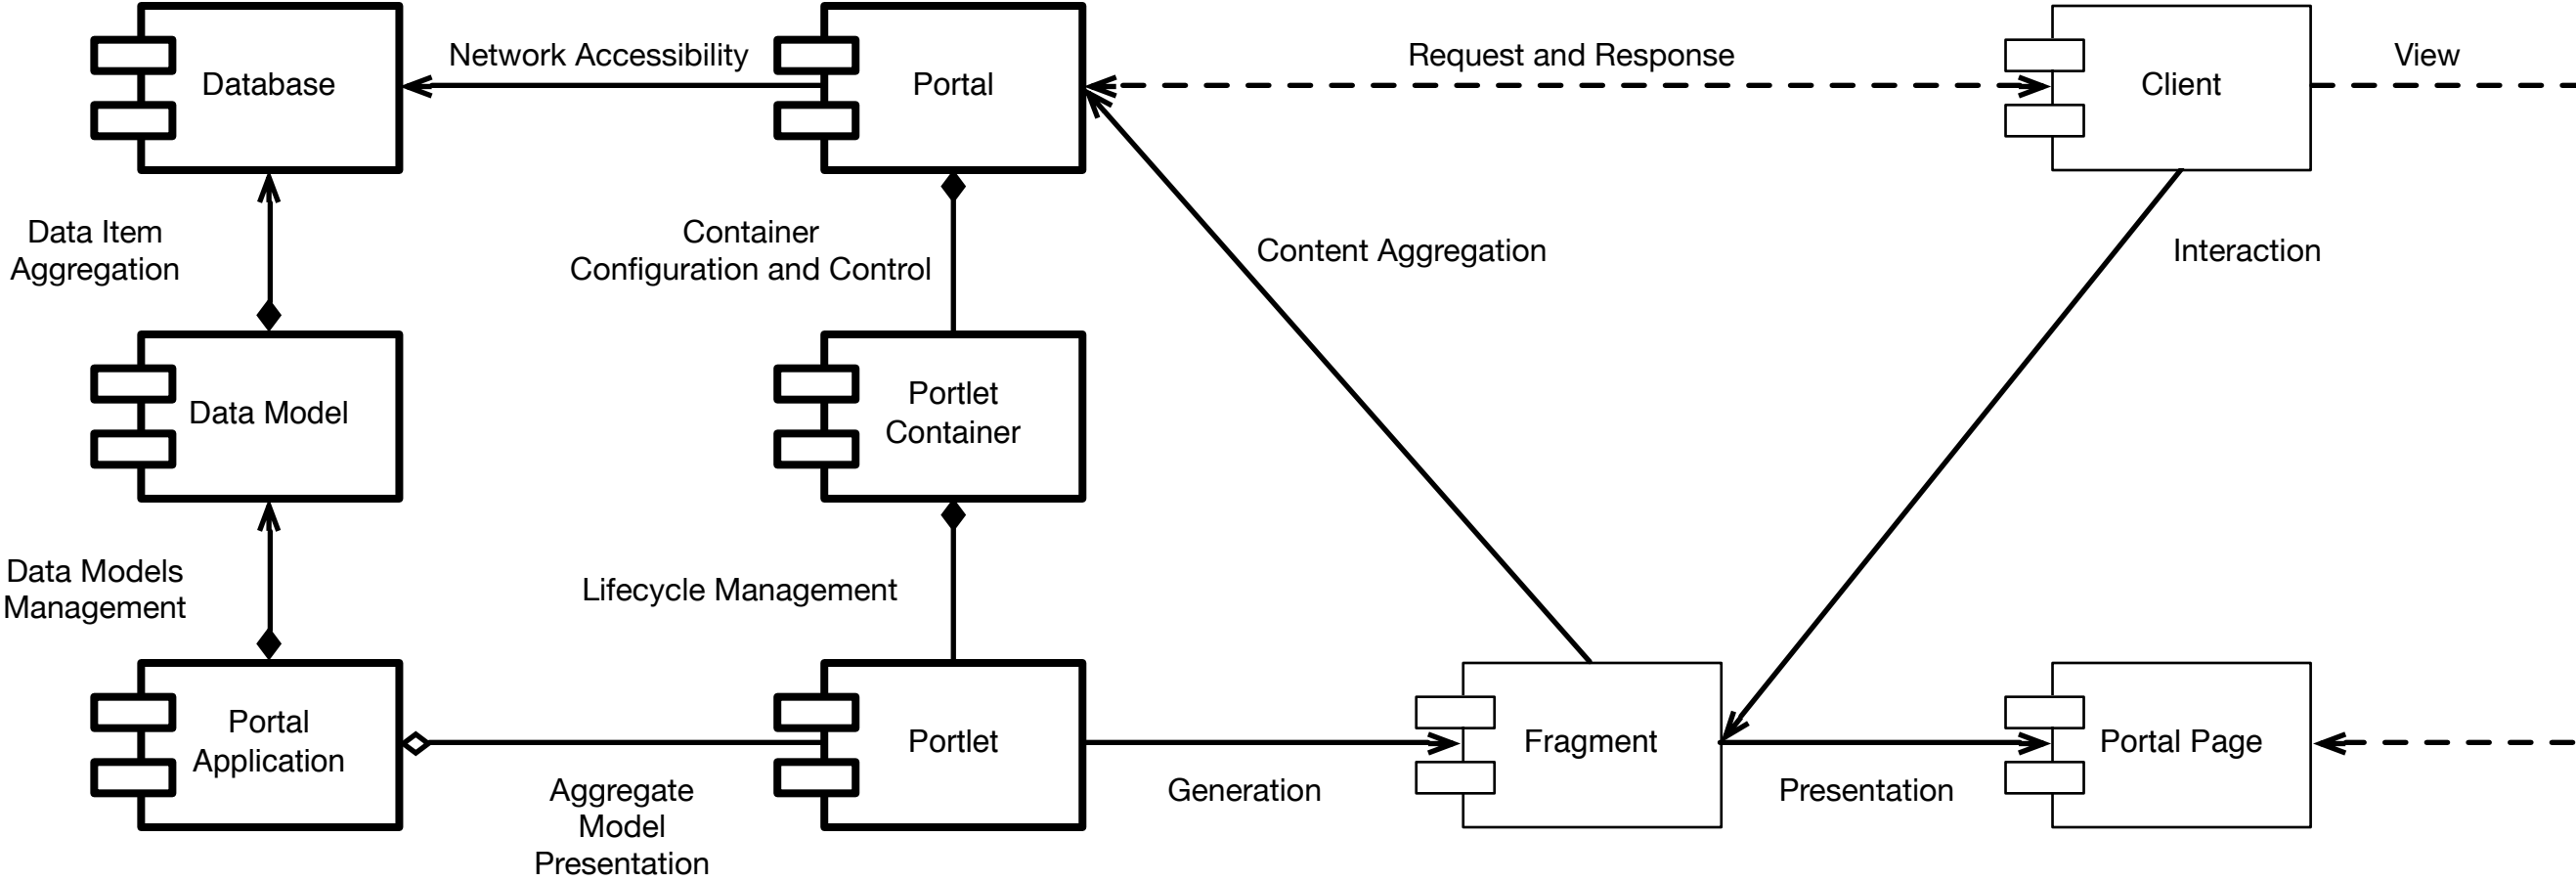 Database
Network Accessibility
Portal
Request and Response
Client
View
Data Item
Aggregation
Container
Configuration and Control
Content Aggregation
Interaction
Data Model
Portlet
Container
Data Models
Management
Lifecycle Management
Portal
Application
Aggregate
Model
Presentation
Portlet
Generation
Fragment
Presentation
Portal Page